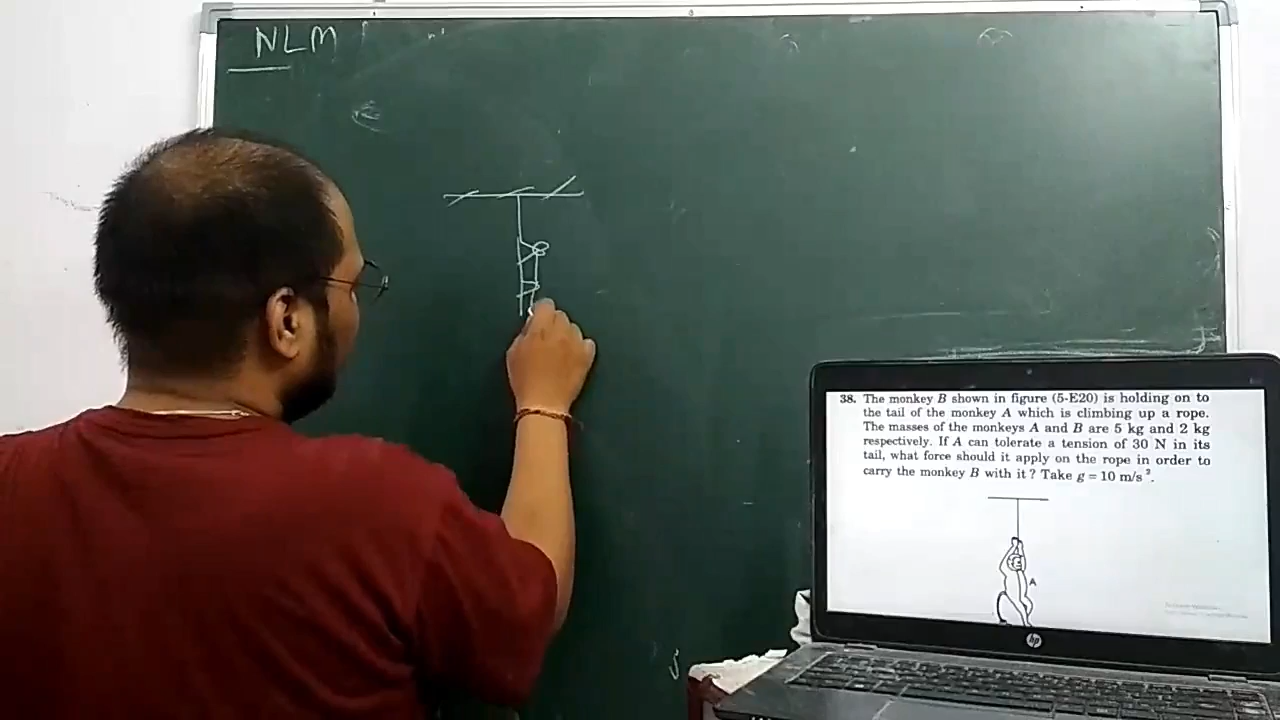 NLM
38. The monkey B shown in figure (5-E20) is holding on to
the tail of the monkey A which is climbing up a rope.
The masses of the monkeys A and B are 5 kg and 2 kg
respectively. If A can tolerate a tension of 30 N in its
tail, what force should it apply on the rope in order to
carry the monkey B with it? Take g = 10 m/s².
A
hp